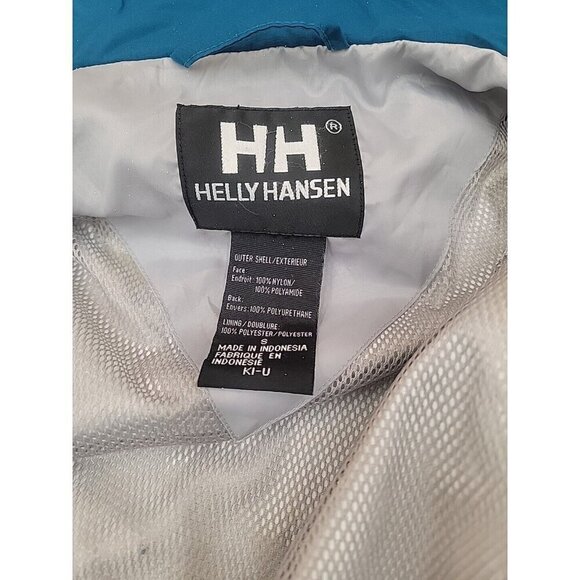 HH®
HELLY HANSEN
OUTER SHELL/EXTERIEUR
Face:
Endroit: 100% NYLON/
100% POLYAMIDE
Back:
Envers: 100% POLYURETHANE
LINING/DOUBLURE:
100% POLYESTER/POLYESTER
S
MADE IN INDONESIA
FABRIQUE EN
INDONESIE
KI-U